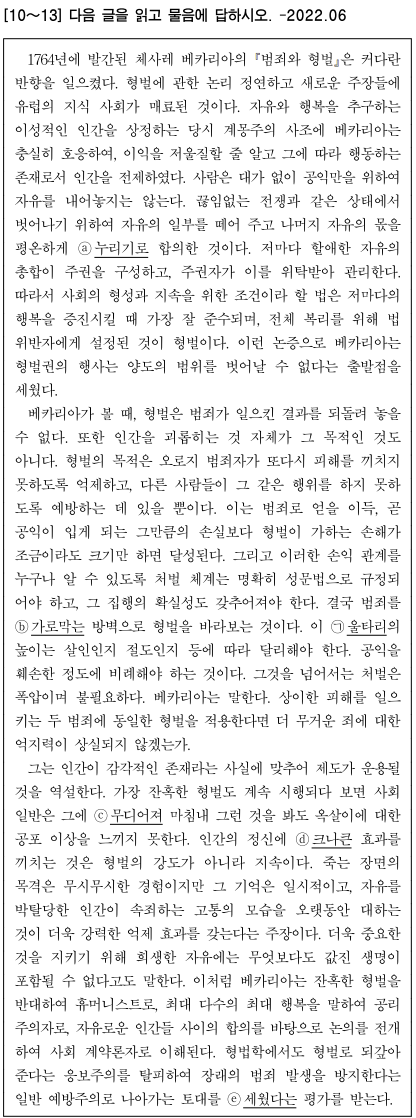 [10~13] 다음 글을 읽고 물음에 답하시오. -2022.06
1764년에 발간된 체사레 베카리아의 『범죄와 형벌』은 커다란
반향을 일으켰다. 형벌에 관한 논리 정연하고 새로운 주장들에
유럽의 지식 사회가 매료된 것이다. 자유와 행복을 추구하는
이성적인 인간을 상정하는 당시 계몽주의 사조에 베카리아는
충실히 호응하여, 이익을 저울질할 줄 알고 그에 따라 행동하는
존재로서 인간을 전제하였다. 사람은 대가 없이 공익만을 위하여
자유를 내어놓지는 않는다. 끊임없는 전쟁과 같은 상태에서
벗어나기 위하여 자유의 일부를 떼어 주고 나머지 자유의 몫을
평온하게 ⓐ누리기로 합의한 것이다. 저마다 할애한 자유의
총합이 주권을 구성하고, 주권자가 이를 위탁받아 관리한다.
따라서 사회의 형성과 지속을 위한 조건이라 할 법은 저마다의
행복을 증진시킬 때 가장 잘 준수되며, 전체 복리를 위해 법
위반자에게 설정된 것이 형벌이다. 이런 논증으로 베카리아는
형벌권의 행사는 양도의 범위를 벗어날 수 없다는 출발점을
세웠다.
베카리아가 볼 때, 형벌은 범죄가 일으킨 결과를 되돌려 놓을
수 없다. 또한 인간을 괴롭히는 것 자체가 그 목적인 것도
아니다. 형벌의 목적은 오로지 범죄자가 또다시 피해를 끼치지
못하도록 억제하고, 다른 사람들이 그 같은 행위를 하지 못하
도록 예방하는 데 있을 뿐이다. 이는 범죄로 얻을 이득, 곧
공익이 입게 되는 그만큼의 손실보다 형벌이 가하는 손해가
조금이라도 크기만 하면 달성된다. 그리고 이러한 손익 관계를
누구나 알 수 있도록 처벌 체계는 명확히 성문법으로 규정되
어야 하고, 그 집행의 확실성도 갖추어져야 한다. 결국 범죄를
ⓑ가로막는 방벽으로 형벌을 바라보는 것이다. 이 ㉠울타리의
높이는 살인인지 절도인지 등에 따라 달리해야 한다. 공익을
훼손한 정도에 비례해야 하는 것이다. 그것을 넘어서는 처벌은
폭압이며 불필요하다. 베카리아는 말한다. 상이한 피해를 일으
키는 두 범죄에 동일한 형벌을 적용한다면 더 무거운 죄에 대한
억지력이 상실되지 않겠는가.
그는 인간이 감각적인 존재라는 사실에 맞추어 제도가 운용될
것을 역설한다. 가장 잔혹한 형벌도 계속 시행되다 보면 사회
일반은 그에 ⓒ무디어져 마침내 그런 것을 봐도 옥살이에 대한
공포 이상을 느끼지 못한다. 인간의 정신에 ⓓ크나큰 효과를
끼치는 것은 형벌의 강도가 아니라 지속이다. 죽는 장면의
목격은 무시무시한 경험이지만 그 기억은 일시적이고, 자유를
박탈당한 인간이 속죄하는 고통의 모습을 오랫동안 대하는
것이 더욱 강력한 억제 효과를 갖는다는 주장이다. 더욱 중요한
것을 지키기 위해 희생한 자유에는 무엇보다도 값진 생명이
포함될 수 없다고도 말한다. 이처럼 베카리아는 잔혹한 형벌을
반대하여 휴머니스트로, 최대 다수의 최대 행복을 말하여 공리
주의자로, 자유로운 인간들 사이의 합의를 바탕으로 논의를 전개
하여 사회 계약론자로 이해된다. 형법학에서도 형벌로 되갚아
준다는 응보주의를 탈피하여 장래의 범죄 발생을 방지한다는
일반 예방주의로 나아가는 토대를 ⓔ세웠다는 평가를 받는다.